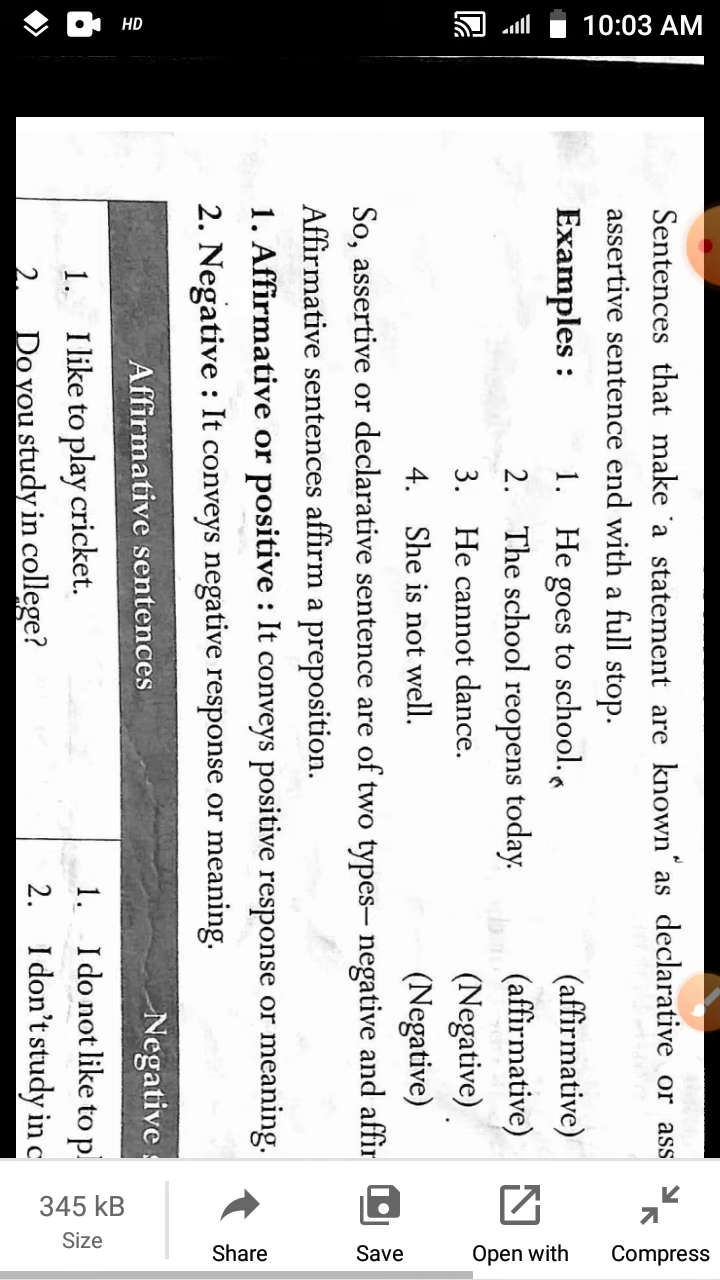 HD 10:03 AM
Sentences that make a statement are known as declarative or
assertive sentence end with a full stop.
Examples : 1. He goes to school. (affirmative)
2. The school reopens today. (affirmative)
3. He cannot dance. (Negative)
4. She is not well. (Negative)
So, assertive or declarative sentence are of two types– negative and
Affirmative sentences affirm a preposition.
1. Affirmative or positive : It conveys positive response or meaning.
2. Negative : It conveys negative response or meaning.
Affirmative sentences Negative
1. I like to play cricket. 1. I do not like to
2. Do you study in college? 2. I don't study in
345 kB
Size
Share
Save
Open with
Compress